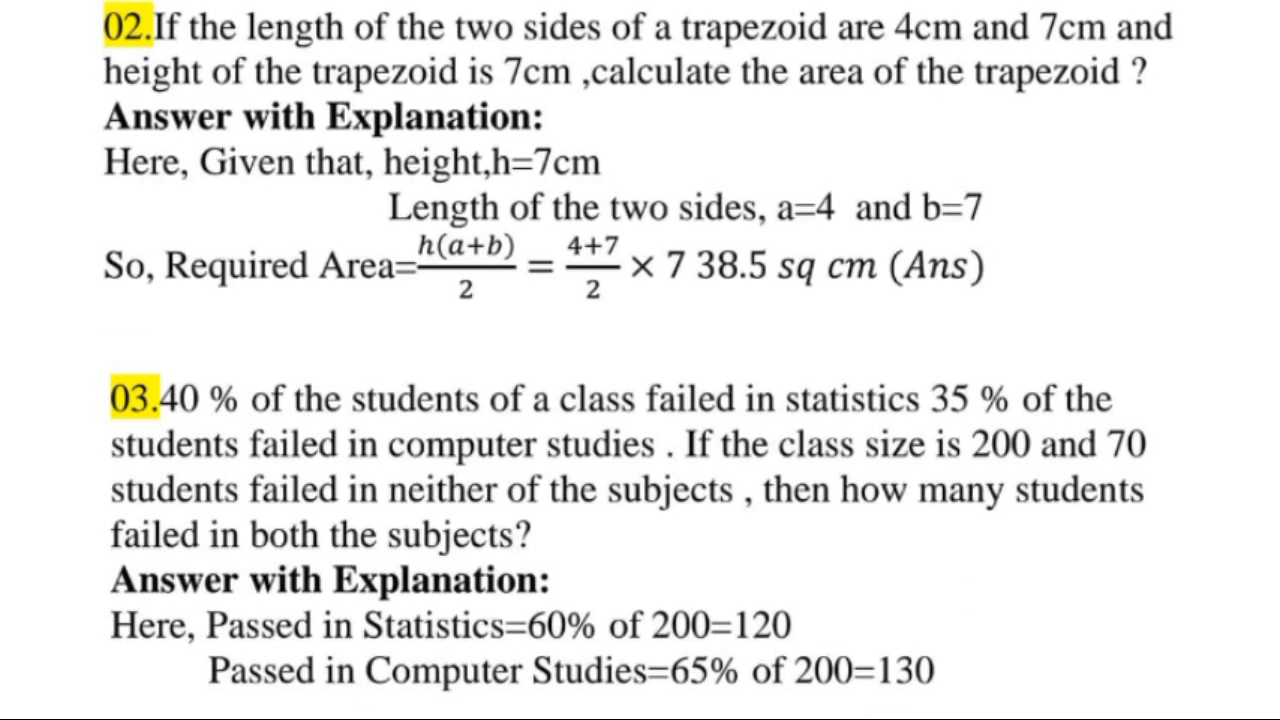 02.If the length of the two sides of a trapezoid are 4cm and 7cm and
height of the trapezoid is 7cm ,calculate the area of the trapezoid ?
Answer with Explanation:
Here, Given that, height,h=7cm
Length of the two sides, a=4 and b=7
So, Required Area=h(a+b)/2 = 4+7/2 × 7 38.5 sq cm (Ans)
03.40 % of the students of a class failed in statistics 35 % of the
students failed in computer studies . If the class size is 200 and 70
students failed in neither of the subjects , then how many students
failed in both the subjects?
Answer with Explanation:
Here, Passed in Statistics=60% of 200=120
Passed in Computer Studies=65% of 200=130